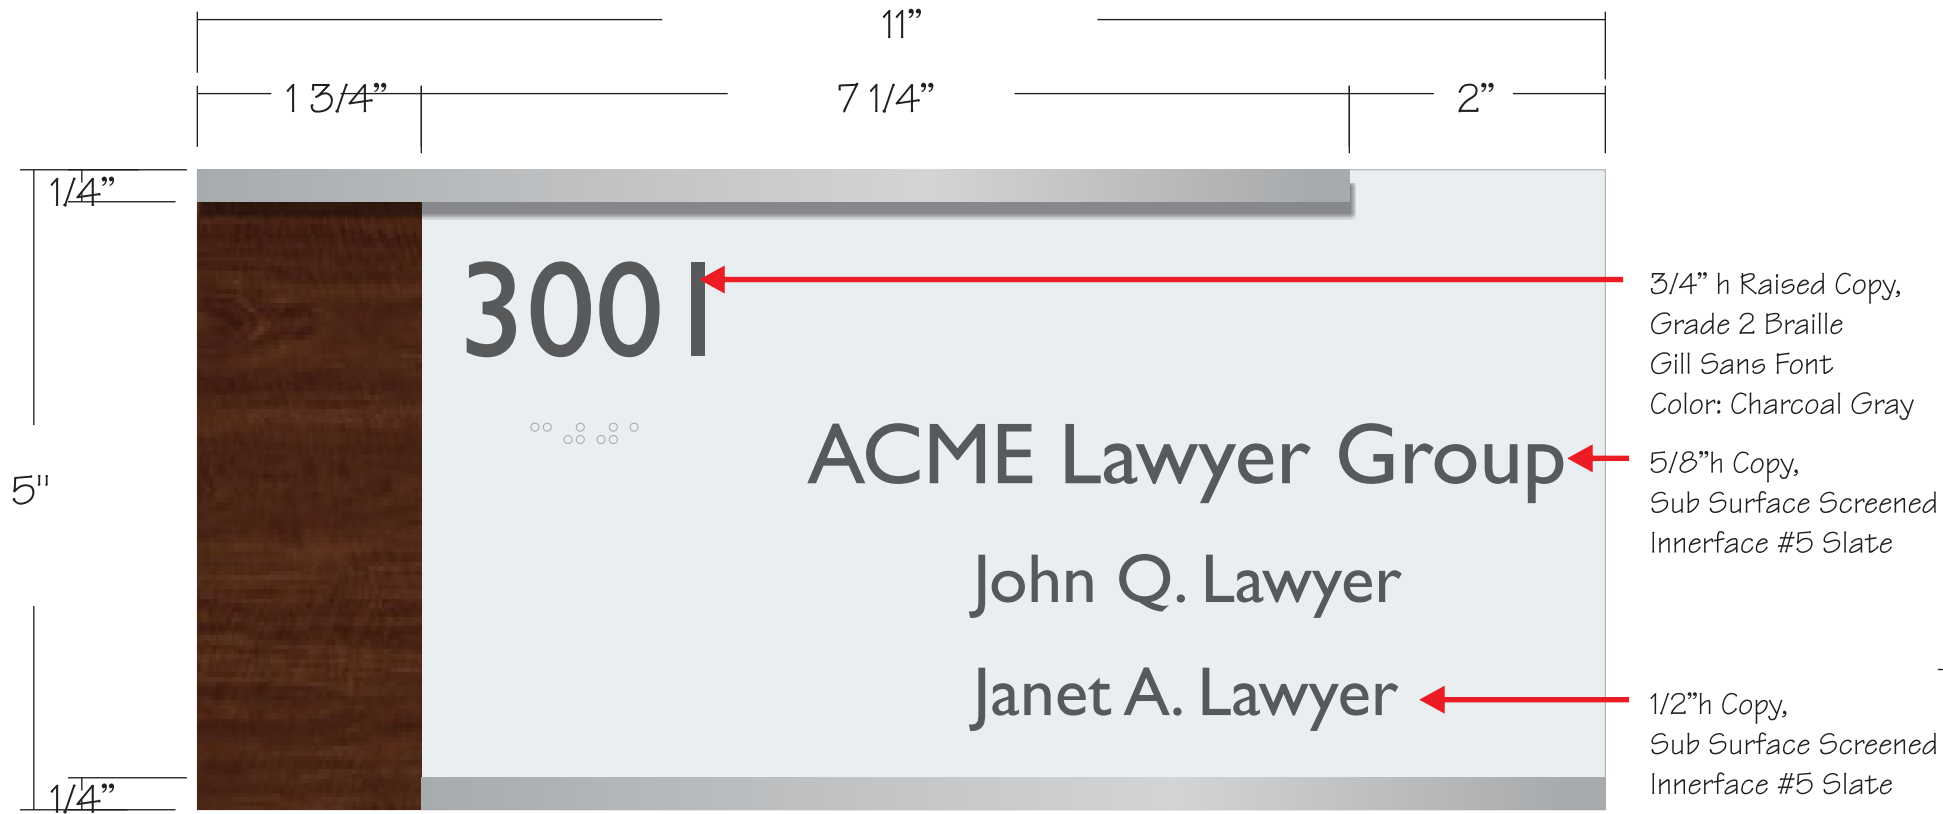 11”
1 3/4”
7 1/4”
2”
1/4”
5"
1/4”
3001
ACME Lawyer Group
John Q. Lawyer
Janet A. Lawyer
3/4” h Raised Copy,
Grade 2 Braille
Gill Sans Font
Color: Charcoal Gray
5/8”h Copy,
Sub Surface Screened
Innerface #5 Slate
1/2”h Copy,
Sub Surface Screened
Innerface #5 Slate